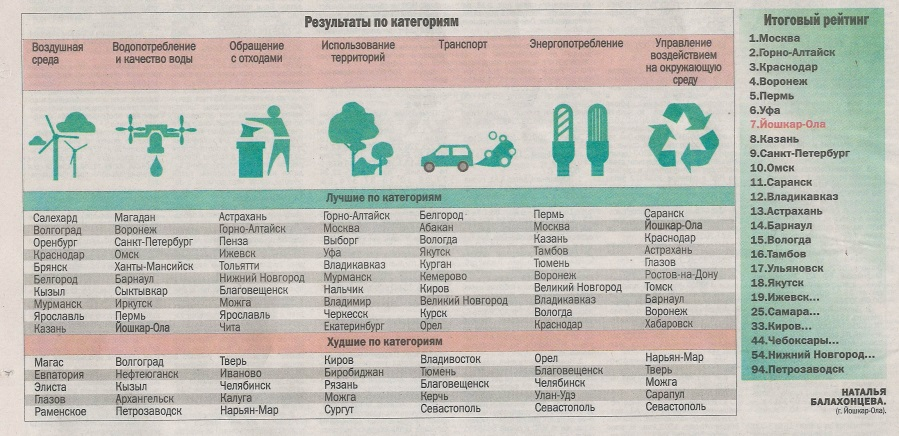 Результаты по категориям
Воздушная среда
Водопотребление и качество воды
Обращение с отходами
Использование территорий
Транспорт
Энергопотребление
Управление воздействием на окружающую среду
Лучшие по категориям
Салехард Магадан Астрахань Горно-Алтайск Белгород Пермь Саранск
Волгоград Воронеж Горно-Алтайск Москва Абакан Москва Йошкар-Ола
Оренбург Санкт-Петербург Пенза Выборг Вологда Казань Краснодар
Краснодар Омск Ижевск Уфа Якутск Тамбов Астрахань
Брянск Ханты-Мансийск Тольятти Владикавказ Курган Тюмень Глазов
Белгород Барнаул Нижний Новгород Мурманск Кемерово Воронеж Ростов-на-Дону
Кызыл Сыктывкар Благовещенск Нальчик Киров Великий Новгород Томск
Мурманск Иркутск Можга Владимир Великий Новгород Владикавказ Барнаул
Ярославль Пермь Ярославль Черкесск Курск Вологда Воронеж
Казань Йошкар-Ола Чита Екатеринбург Орел Краснодар Хабаровск
Худшие по категориям
Магас Волгоград Тверь Киров Владивосток Орел Нарьян-Мар
Евпатория Нефтеюганск Иваново Биробиджан Тюмень Благовещенск Тверь
Элиста Кызыл Челябинск Рязань Благовещенск Челябинск Можга
Глазов Архангельск Калуга Можга Керчь Улан-Удэ Сарапул
Раменское Петрозаводск Нарьян-Мар Сургут Севастополь Севастополь Севастополь
Итоговый рейтинг
1.Москва
2.Горно-Алтайск
3.Краснодар
4.Воронеж
5.Пермь
6.Уфа
7.Йошкар-Ола
8.Казань
9.Санкт-Петербург
10.Омск
11.Саранск
12.Владикавказ
13.Астрахань
14.Барнаул
15.Вологда
16.Тамбов
17.Ульяновск
18.Якутск
19.Ижевск...
25.Самара...
33.Киров...
44.Чебоксары...
54.Нижний Новгород...
94.Петрозаводск
НАТАЛЬЯ
БАЛАХОНЦЕВА.
(г. Йошкар-Ола).